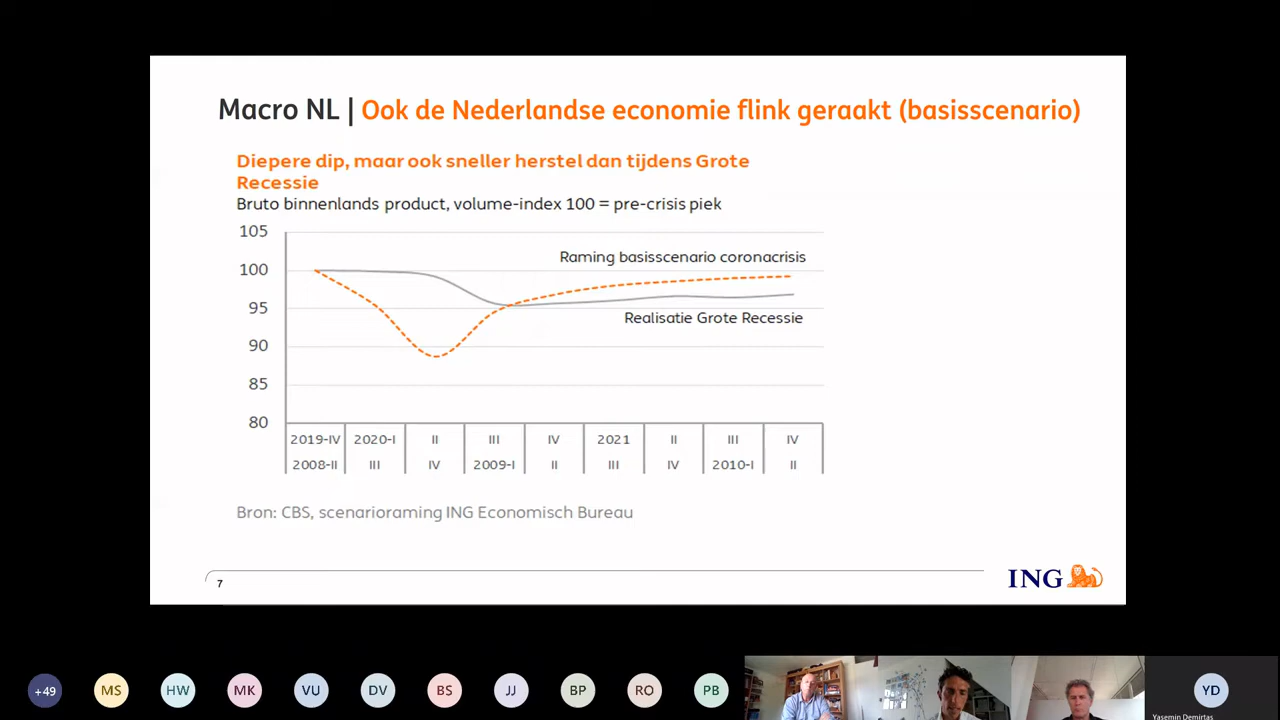 Macro NL | Ook de Nederlandse economie flink geraakt (basisscenario)
Diepere dip, maar ook sneller herstel dan tijdens Grote
Recessie
Bruto binnenlands product, volume-index 100 = pre-crisis piek
105
100
95
90
85
80
Raming basisscenario coronacrisis
Realisatie Grote Recessie
2019-IV 2020-I II III IV 2021 II III IV
2008-II III IV 2009-I II III IV 2010-I II
Bron: CBS, scenarioraming ING Economisch Bureau
7
ING
+49 MS HW MK VU DV BS JJ BP RO PB YD
Yasemin Demirtas